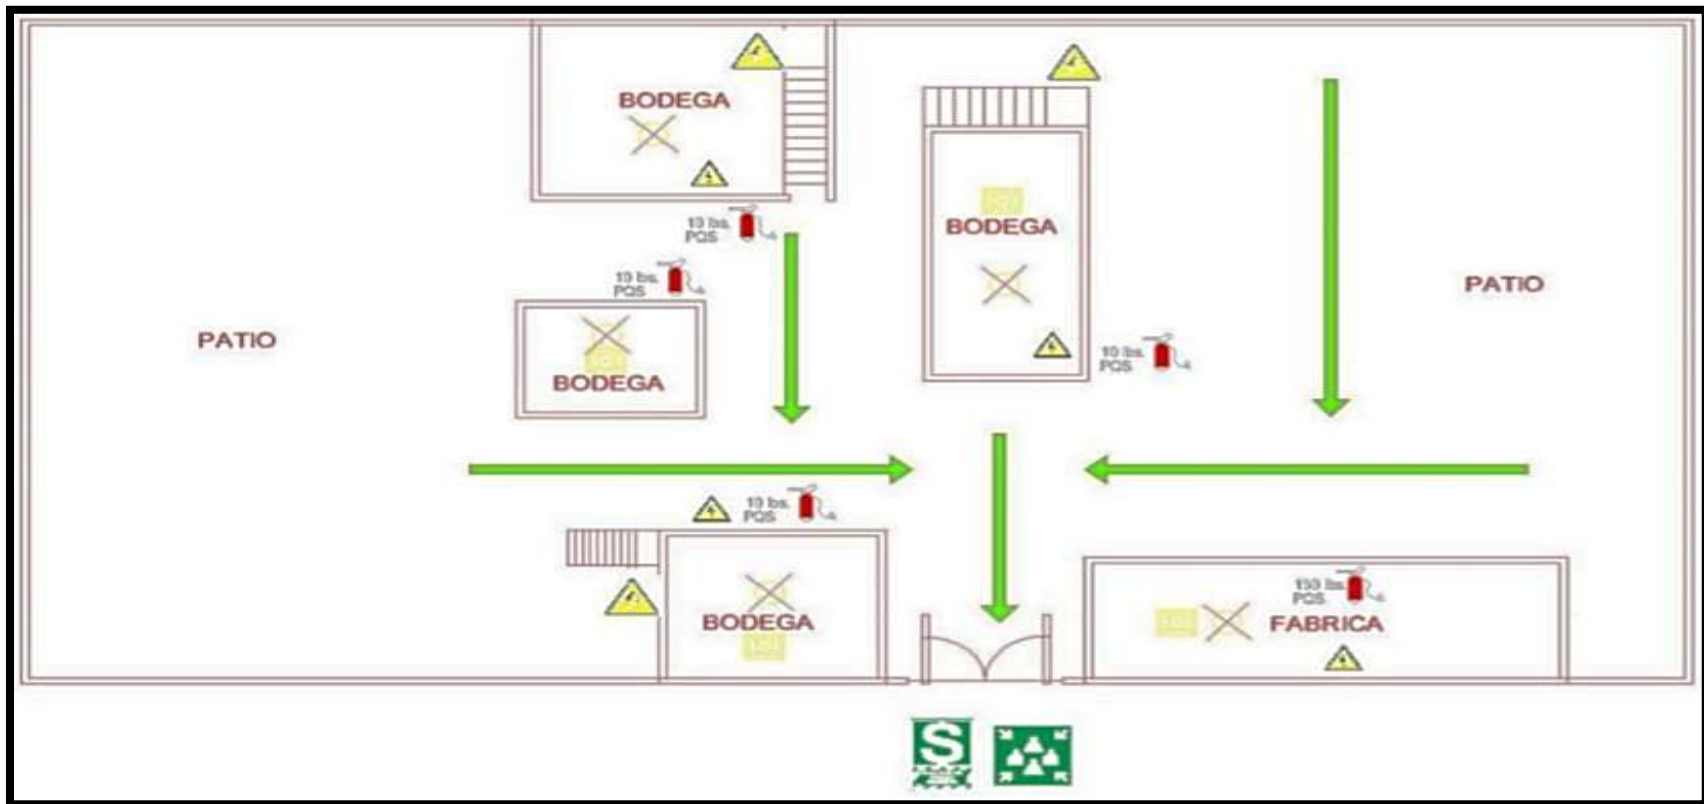 BODEGA
BODEGA
10 lbs.
PQS
10 lbs.
PQS
PATIO
PATIO
10 lbs.
PQS
BODEGA
10 lbs.
PQS
BODEGA
150 lbs.
PQS
FABRICA
S